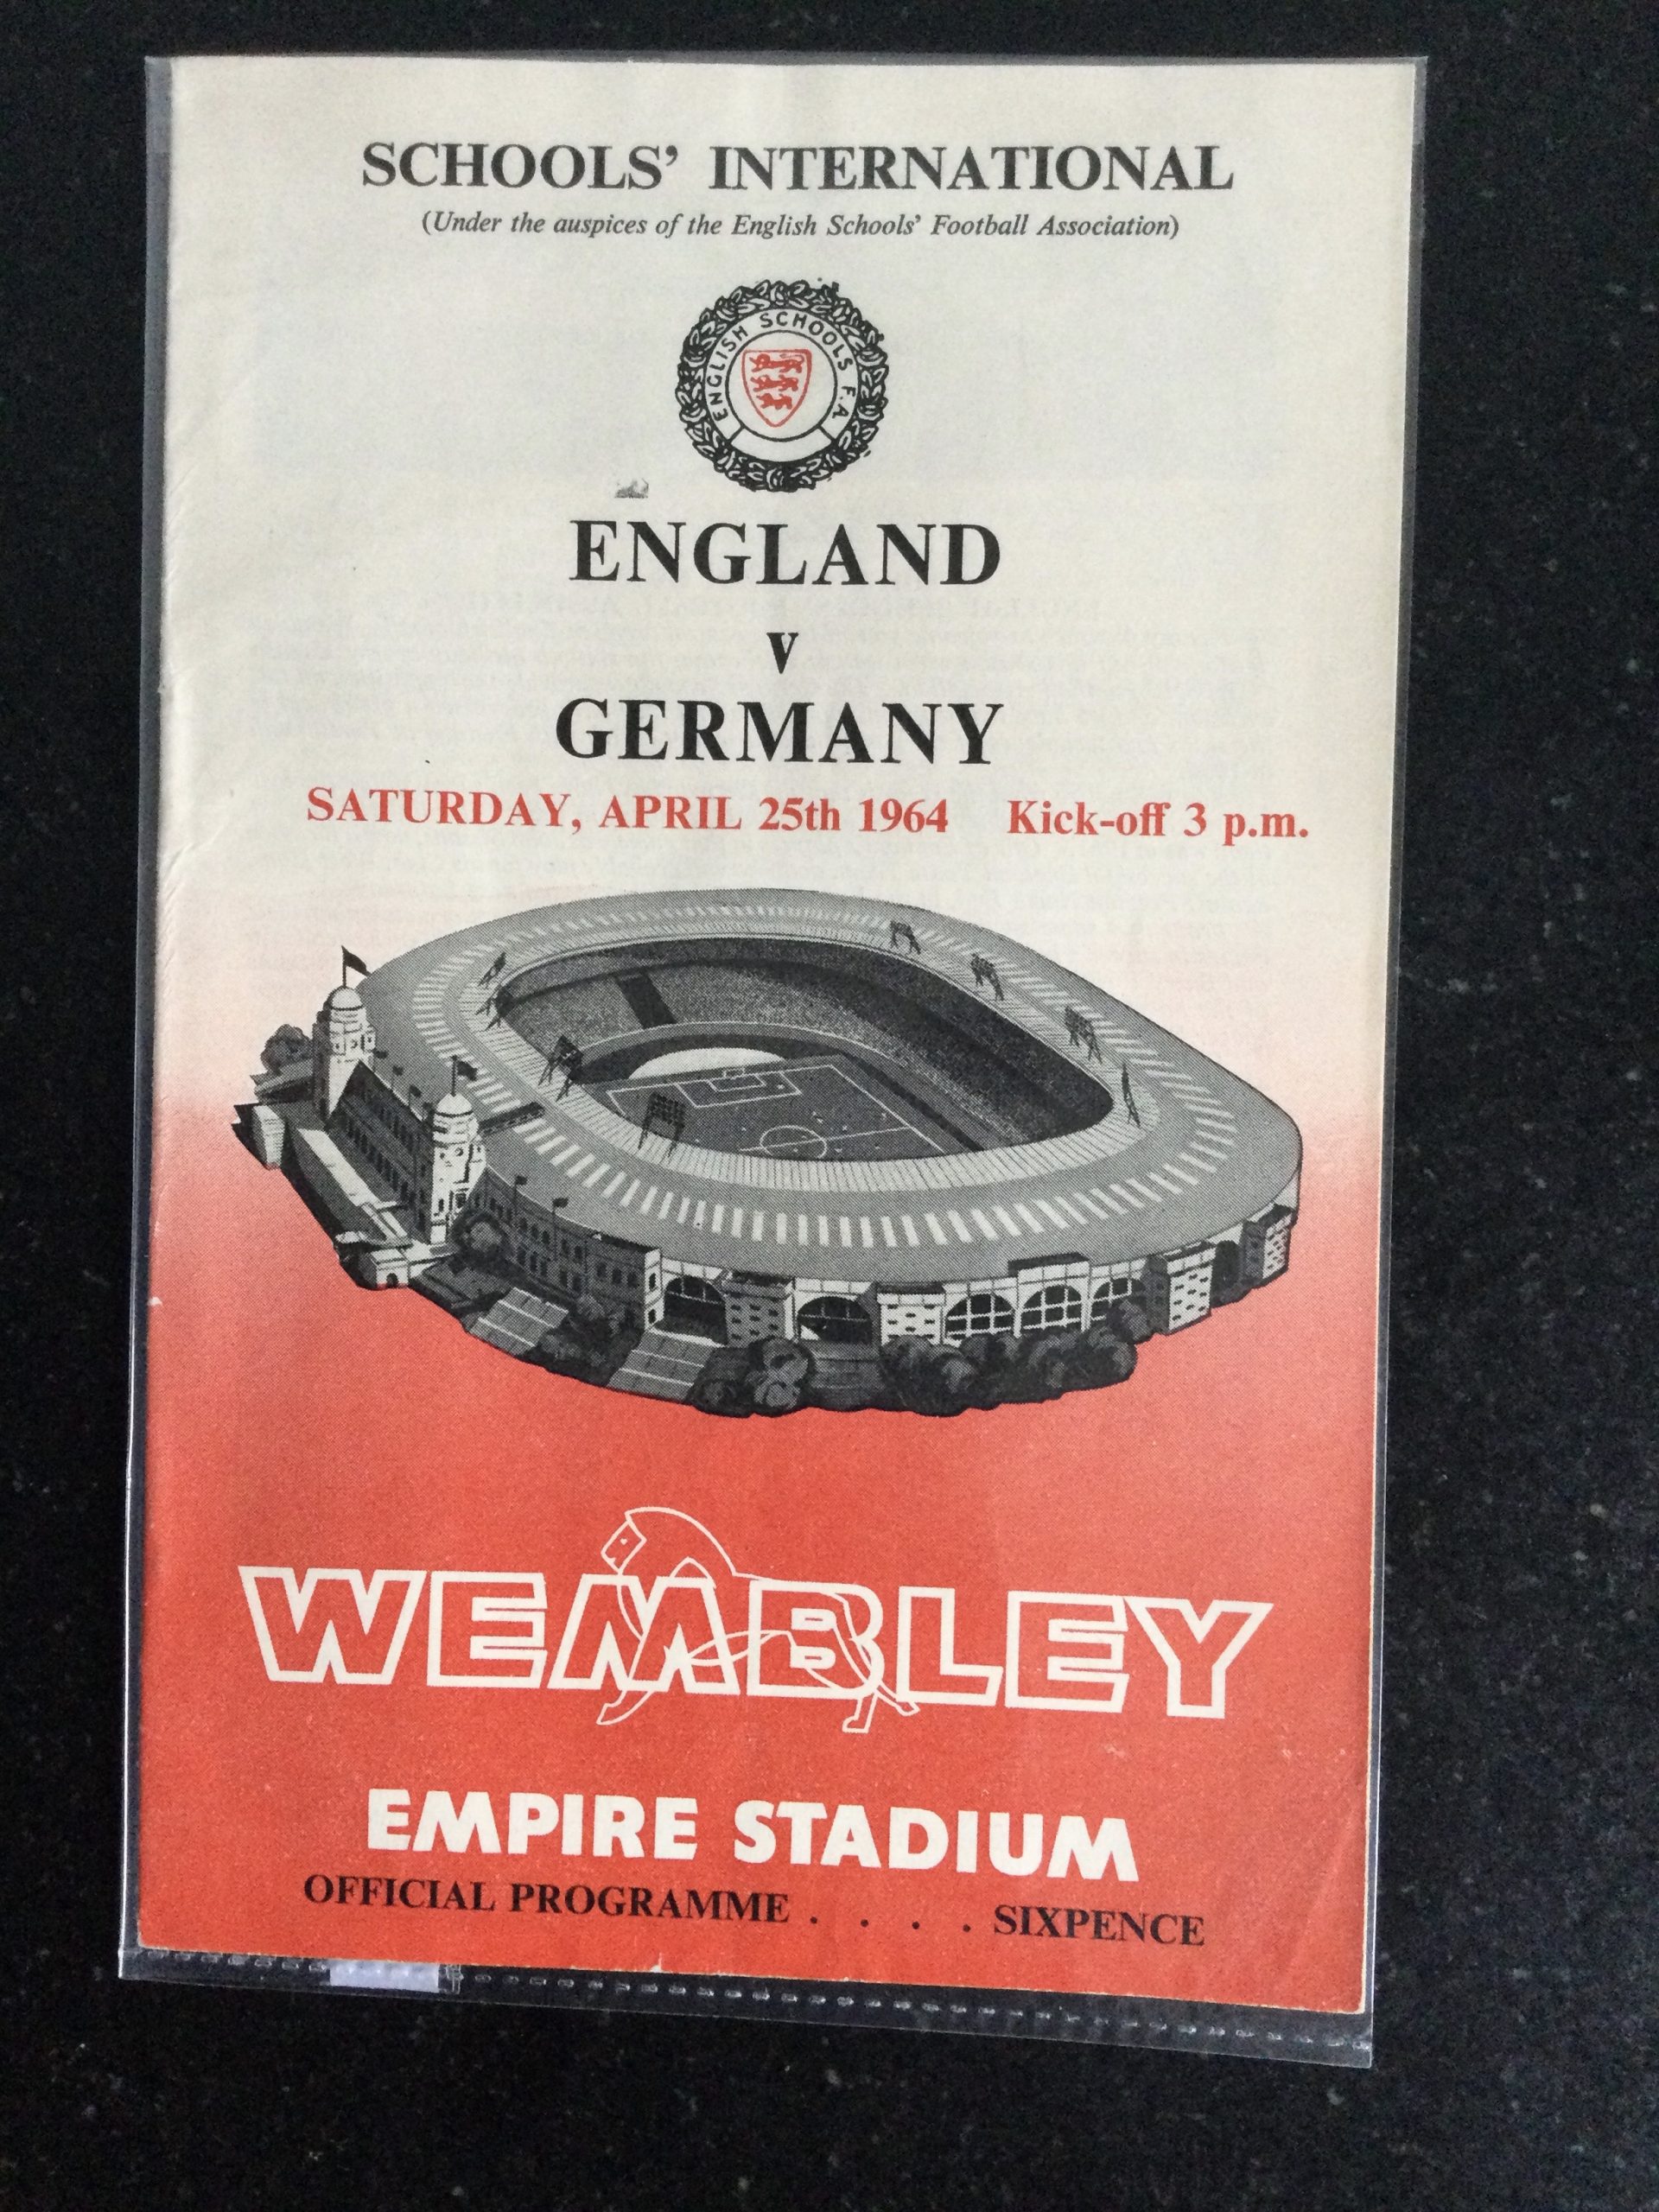 SCHOOLS' INTERNATIONAL
(Under the auspices of the English Schools' Football Association)
ENGLISH SCHOOLS F.A.
ENGLAND
v
GERMANY
SATURDAY, APRIL 25th 1964 Kick-off 3 p.m.
WEMBLEY
EMPIRE STADIUM
OFFICIAL PROGRAMME . . . . SIXPENCE